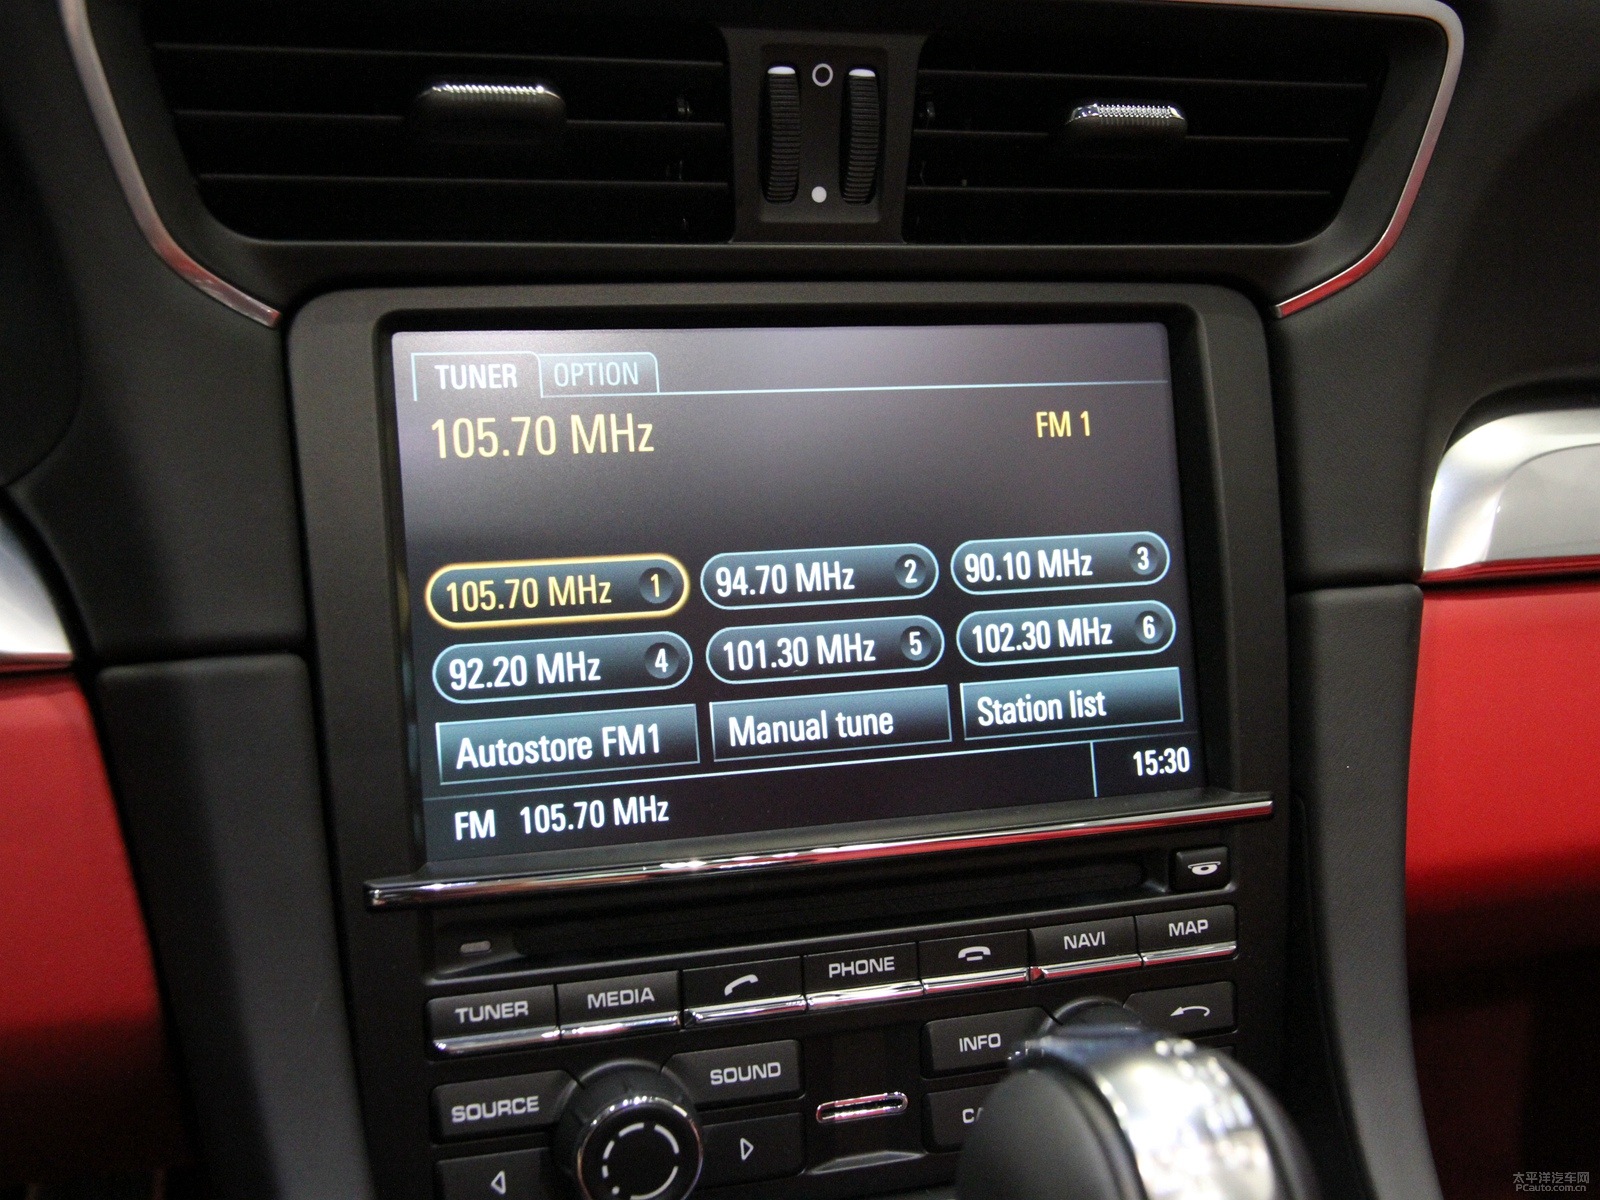 TUNER OPTION
105.70 MHz FM 1
105.70 MHz 1 94.70 MHz 2 90.10 MHz 3
92.20 MHz 4 101.30 MHz 5 102.30 MHz 6
Autostore FM1 Manual tune Station list
FM 105.70 MHz 15:30
TUNER MEDIA PHONE NAVI MAP
SOURCE SOUND INFO
太平洋汽车网
PCauto.com.cn